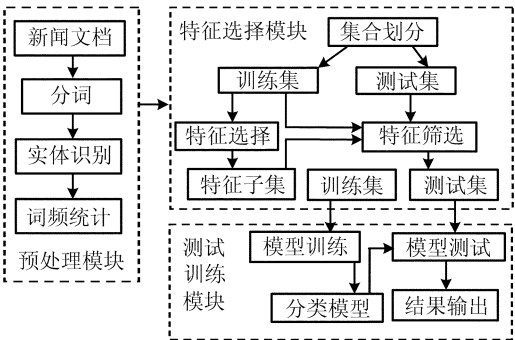 新闻文档
分词
实体识别
词频统计
预处理模块
特征选择模块
集合划分
训练集
测试集
特征选择
特征筛选
特征子集
训练集
测试集
测试
训练
模块
模型训练
模型测试
分类模型
结果输出